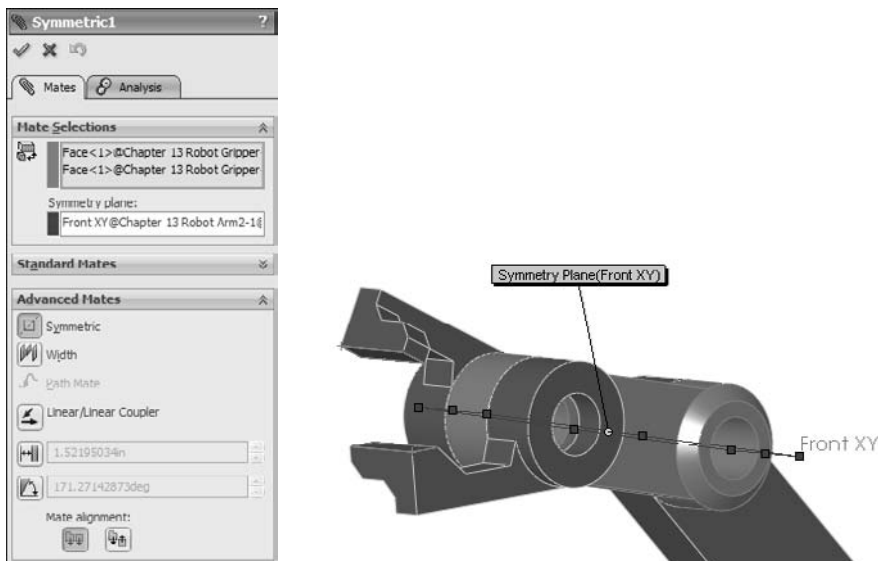 Symmetric1 ?
Mates Analysis
Mate Selections
Face<1>@Chapter 13 Robot Gripper
Face<1>@Chapter 13 Robot Gripper
Symmetry plane:
Front XY@Chapter 13 Robot Arm2-1@
Standard Mates
Advanced Mates
Symmetric
Width
Path Mate
Linear/Linear Coupler
1.52195034in
171.27142873deg
Mate alignment:
Symmetry Plane(Front XY)
Front XY